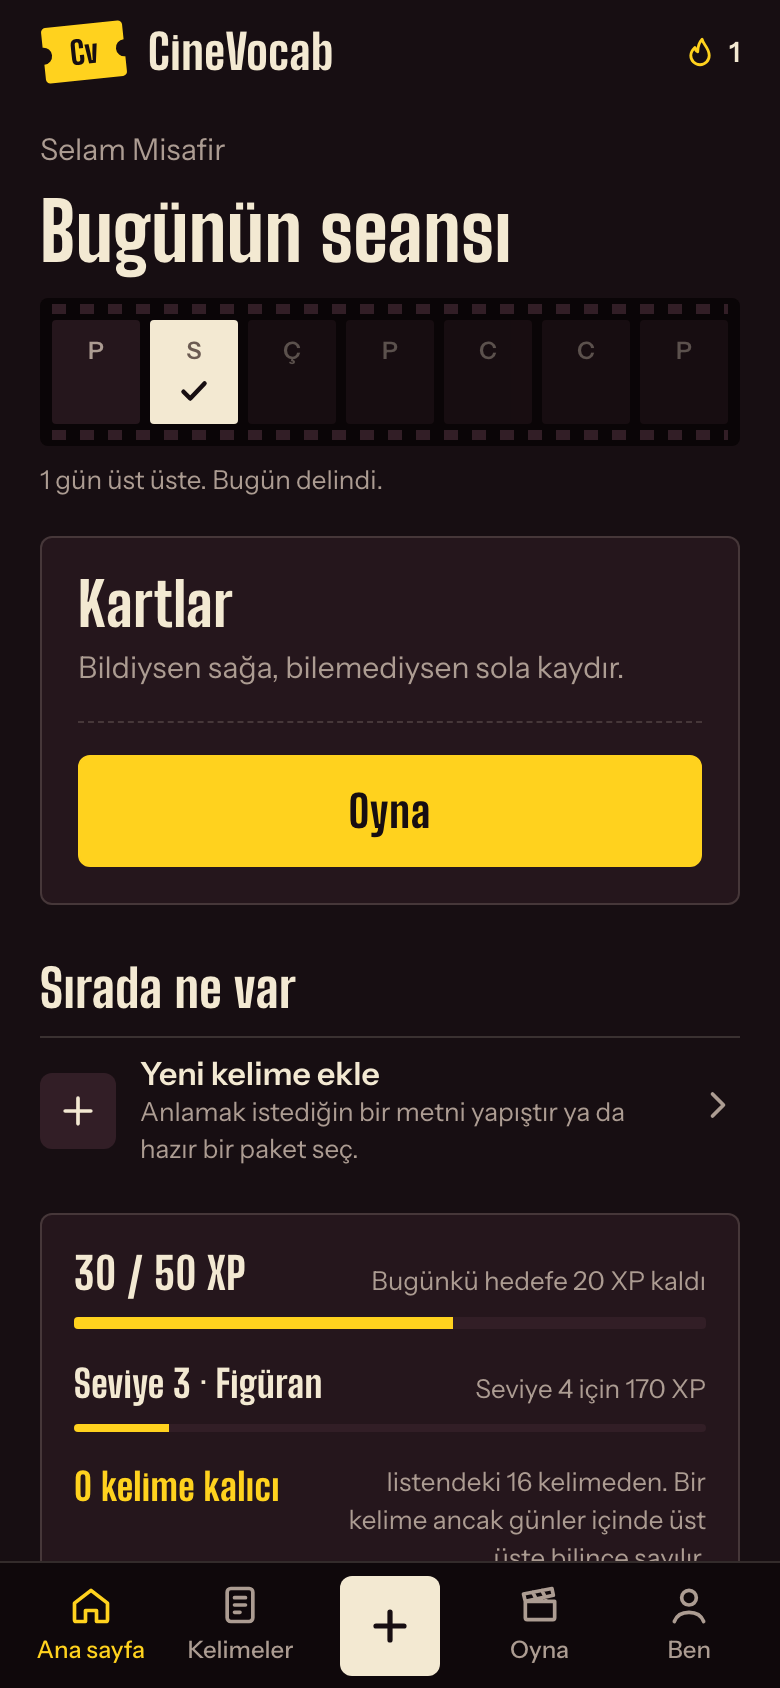 Cv CineVocab 1
Selam Misafir
Bugünün seansı
P S Ç P C C P
1 gün üst üste. Bugün delindi.
Kartlar
Bildiysen sağa, bilemediysen sola kaydır.
Oyna
Sırada ne var
Yeni kelime ekle
Anlamak istediğin bir metni yapıştır ya da
hazır bir paket seç.
30 / 50 XP Bugünkü hedefe 20 XP kaldı
Seviye 3 · Figüran Seviye 4 için 170 XP
0 kelime kalıcı listendeki 16 kelimeden. Bir
kelime ancak günler içinde üst
üste bilince sayılır.
Ana sayfa Kelimeler Oyna Ben